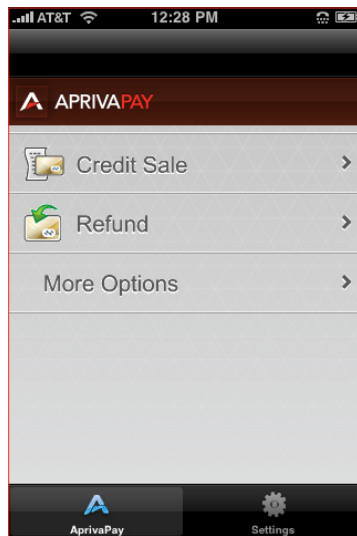 AT&T 12:28 PM
APRIVAPAY
Credit Sale
Refund
More Options
AprivaPay Settings